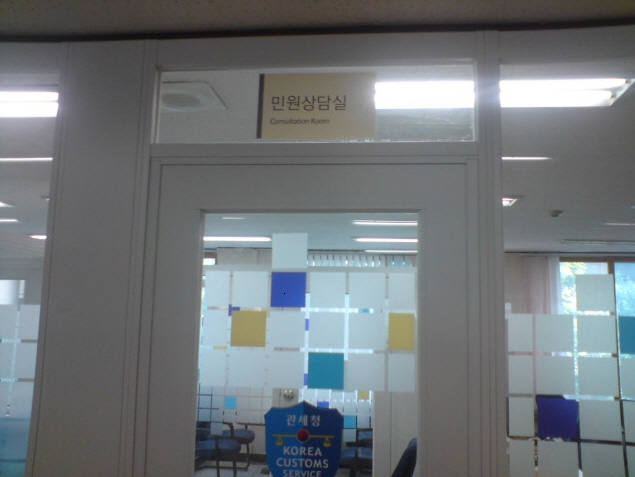 민원상담실
Consultation Room
관세청
KOREA
CUSTOMS
SERVICE